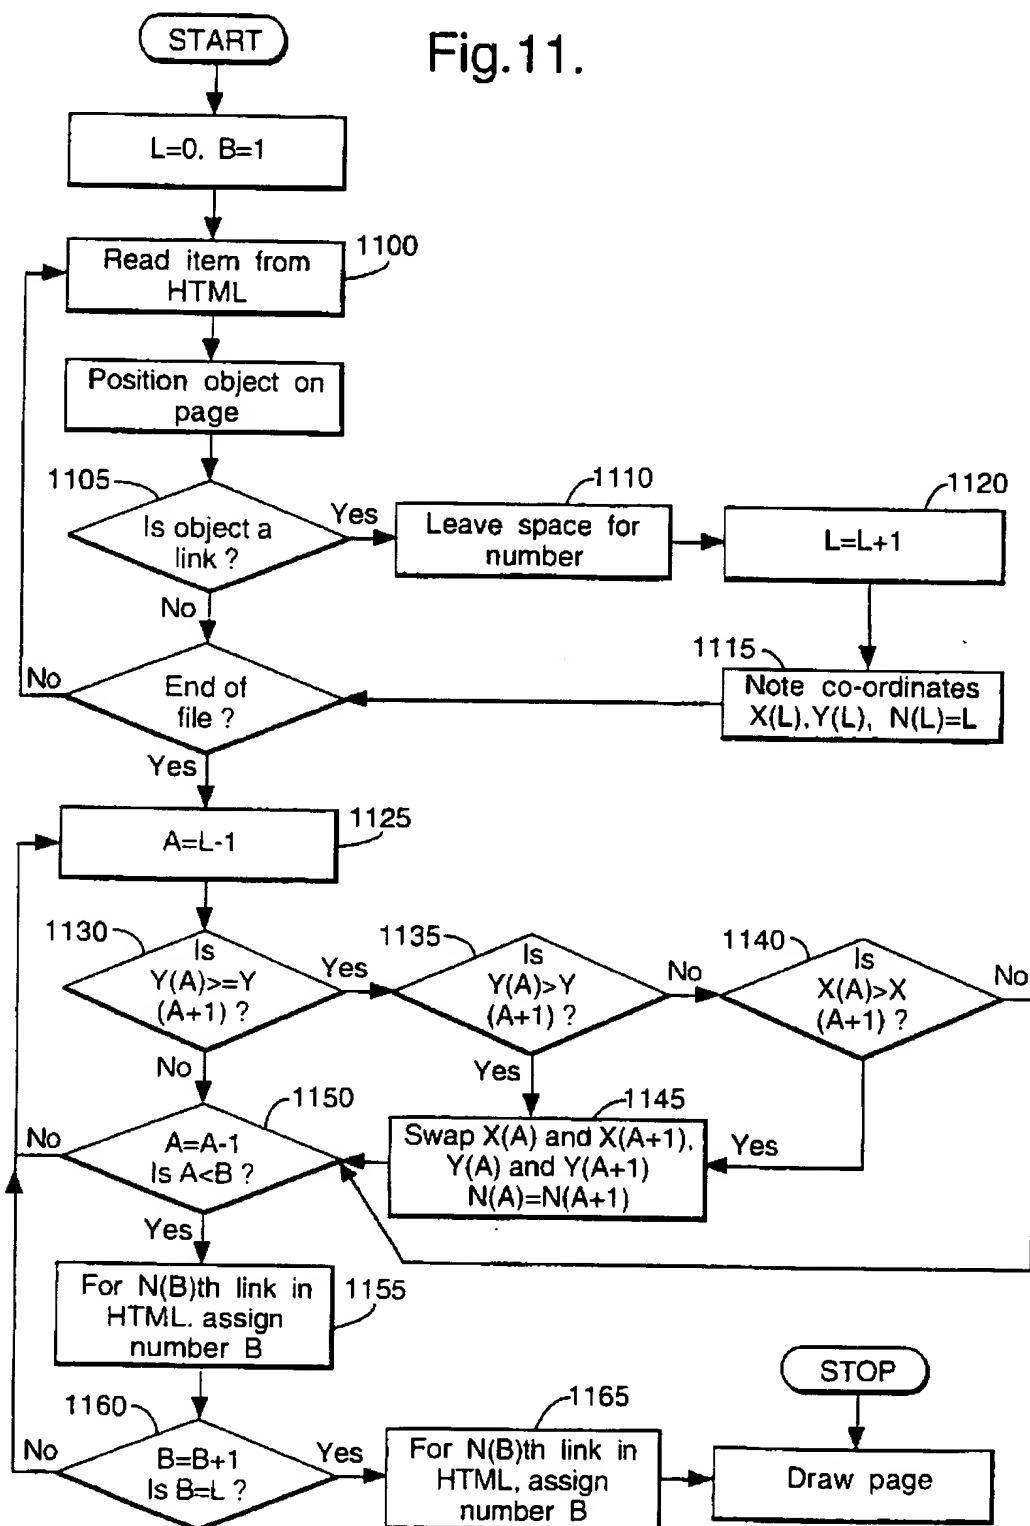 START
Fig.11.
L=0. B=1
1100
Read item from
HTML
Position object on
page
1105
Is object a
link ?
Yes
No
1110
Leave space for
number
1120
L=L+1
1115
Note co-ordinates
X(L),Y(L), N(L)=L
End of
file ?
No
Yes
1125
A=L-1
1130
Is
Y(A)>=Y
(A+1) ?
Yes
No
1135
Is
Y(A)>Y
(A+1) ?
No
Yes
1140
Is
X(A)>X
(A+1) ?
No
Yes
1145
Swap X(A) and X(A+1),
Y(A) and Y(A+1)
N(A)=N(A+1)
1150
A=A-1
Is A<B ?
No
Yes
1155
For N(B)th link in
HTML. assign
number B
1160
B=B+1
Is B=L ?
No
Yes
1165
For N(B)th link in
HTML, assign
number B
STOP
Draw page